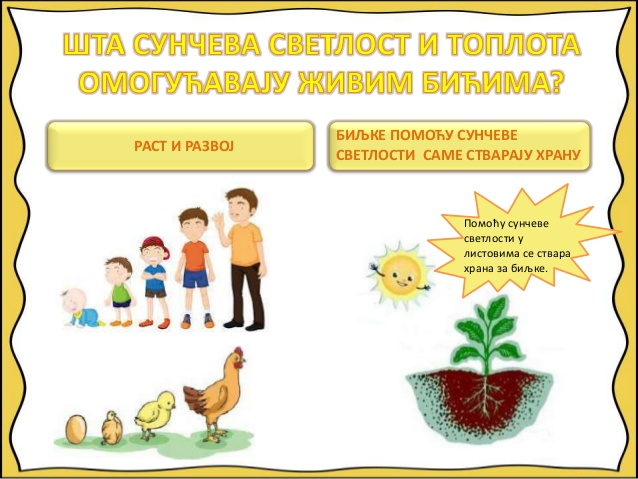 ШТА СУНЧЕВА СВЕТЛОСТ И ТОПЛОТА
ОМОГУЋАВАЈУ ЖИВИМ БИЋИМА?
РАСТ И РАЗВОЈ
БИЉКЕ ПОМОЋУ СУНЧЕВЕ
СВЕТЛОСТИ САМЕ СТВАРАЈУ ХРАНУ
Помоћу сунчеве
светлости у
листовима се ствара
храна за биљке.